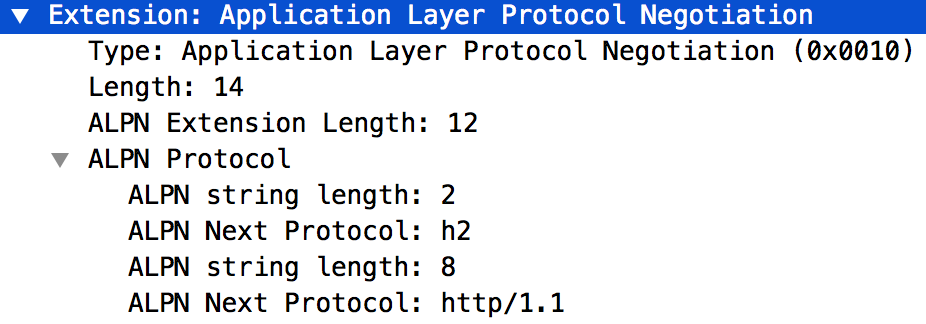 Extension: Application Layer Protocol Negotiation
Type: Application Layer Protocol Negotiation (0x0010)
Length: 14
ALPN Extension Length: 12
ALPN Protocol
ALPN string length: 2
ALPN Next Protocol: h2
ALPN string length: 8
ALPN Next Protocol: http/1.1